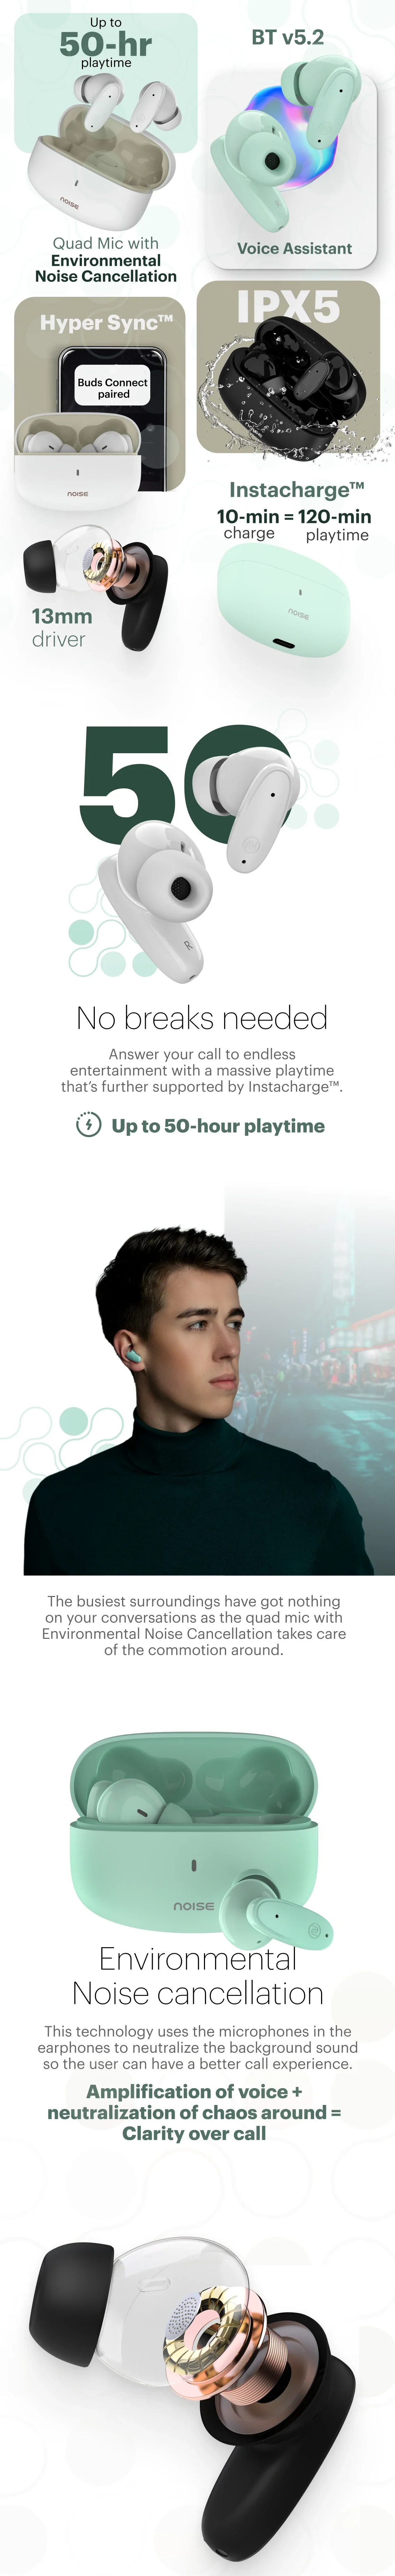 Up to
50-hr
playtime
noise
Quad Mic with
Environmental
Noise Cancellation
BT v5.2
Voice Assistant
Hyper Sync™
Buds Connect
paired
noise
IPX5
Instacharge™
10-min = 120-min
charge playtime
noise
13mm
driver
50
R
No breaks needed
Answer your call to endless
entertainment with a massive playtime
that's further supported by Instacharge™.
Up to 50-hour playtime
The busiest surroundings have got nothing
on your conversations as the quad mic with
Environmental Noise Cancellation takes care
of the commotion around.
noise
Environmental
Noise cancellation
This technology uses the microphones in the
earphones to neutralize the background sound
so the user can have a better call experience.
Amplification of voice +
neutralization of chaos around =
Clarity over call